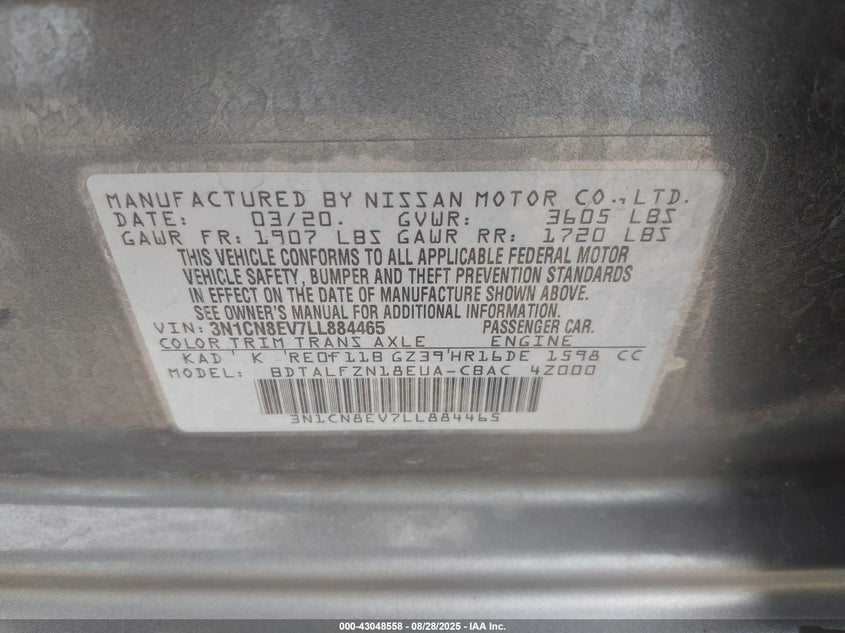 MANUFACTURED BY NISSAN MOTOR CO., LTD.
DATE: 03/20. GVWR: 3605 LBS
GAWR FR: 1907 LBS GAWR RR: 1720 LBS
THIS VEHICLE CONFORMS TO ALL APPLICABLE FEDERAL MOTOR
VEHICLE SAFETY, BUMPER AND THEFT PREVENTION STANDARDS
IN EFFECT ON THE DATE OF MANUFACTURE SHOWN ABOVE.
SEE OWNER'S MANUAL FOR ADDITIONAL INFORMATION.
VIN: 3N1CN8EV7LL884465 PASSENGER CAR.
COLOR TRIM TRANS AXLE ENGINE
KAD ' K 'RE0F11B GZ39'HR16DE 1598 CC
MODEL: BDTALFZN18EUA-CBAC 4Z000
3N1CN8EV7LL884465
000-43048558 - 08/28/2025 - IAA Inc.